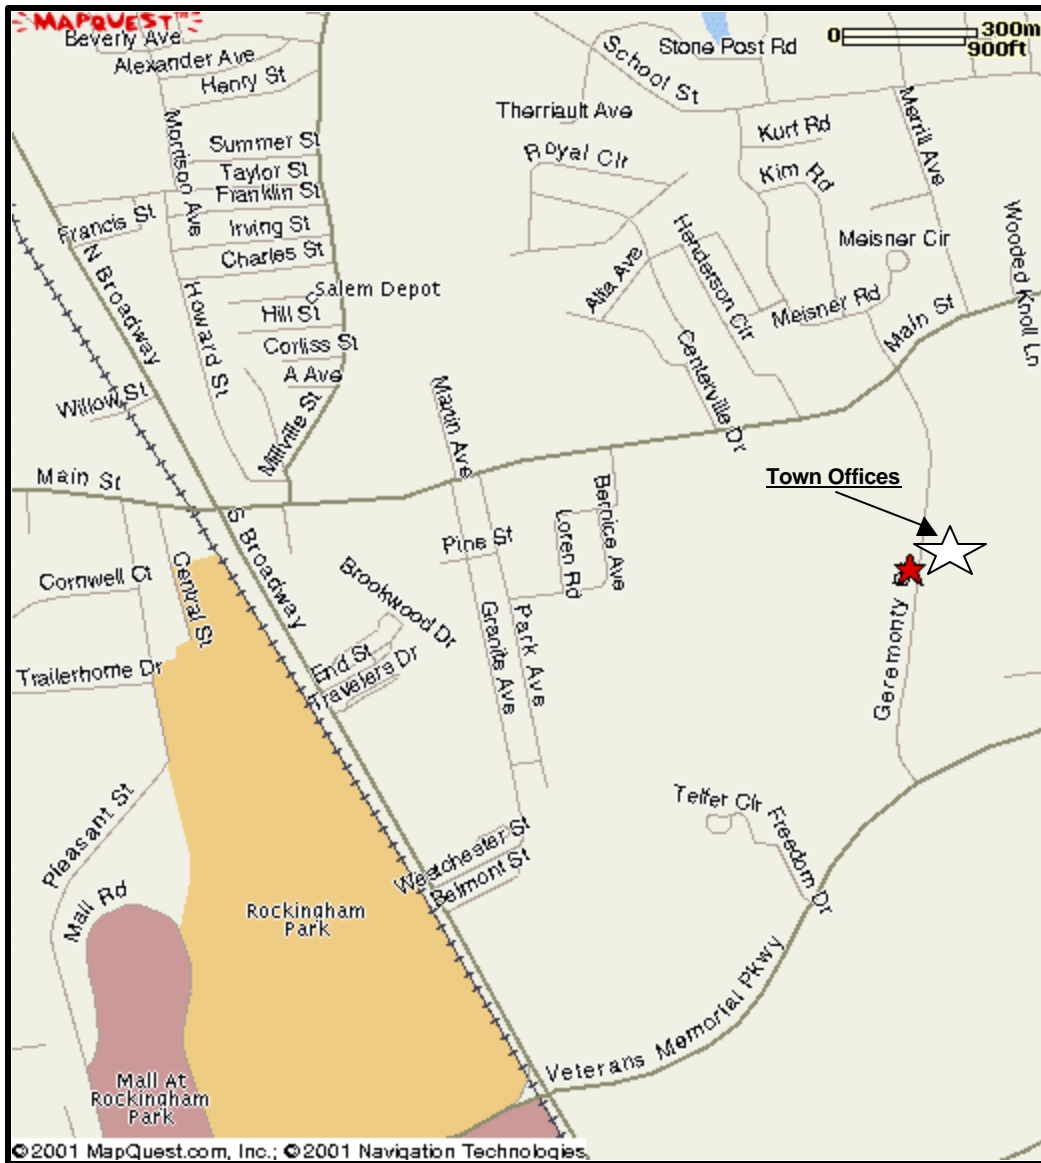 MAPQUEST™
0 300m
900ft
Beverly Ave
Alexander Ave
Henry St
Stone Post Rd
School St
Therriault Ave
Merrill Ave
Kurt Rd
Morrison Ave
Summer St
Royal Cir
Kim Rd
Taylor St
Franklin St
Francis St
Irving St
Charles St
Henderson Cir
Meisner Cir
Wooded Knoll Ln
N Broadway
Howard St
Salem Depot
Alta Ave
Hill St
Meisner Rd
Main St
Corliss St
Centerville Dr
A Ave
Willow St
Millville St
Martin Ave
Main St
Town Offices
Bernice Ave
S Broadway
Loren Rd
Pine St
Cornwell Ct
Central St
Brookwood Dr
Granite Ave
Park Ave
Geremonty
End St
Trailerhome Dr
Travelers Dr
Pleasant St
Telfer Cir
Freedom Dr
Westchester St
Belmont St
Mall Rd
Rockingham
Park
Veterans Memorial Pkwy
Mall At
Rockingham
Park
©2001 MapQuest.com, Inc.; ©2001 Navigation Technologies